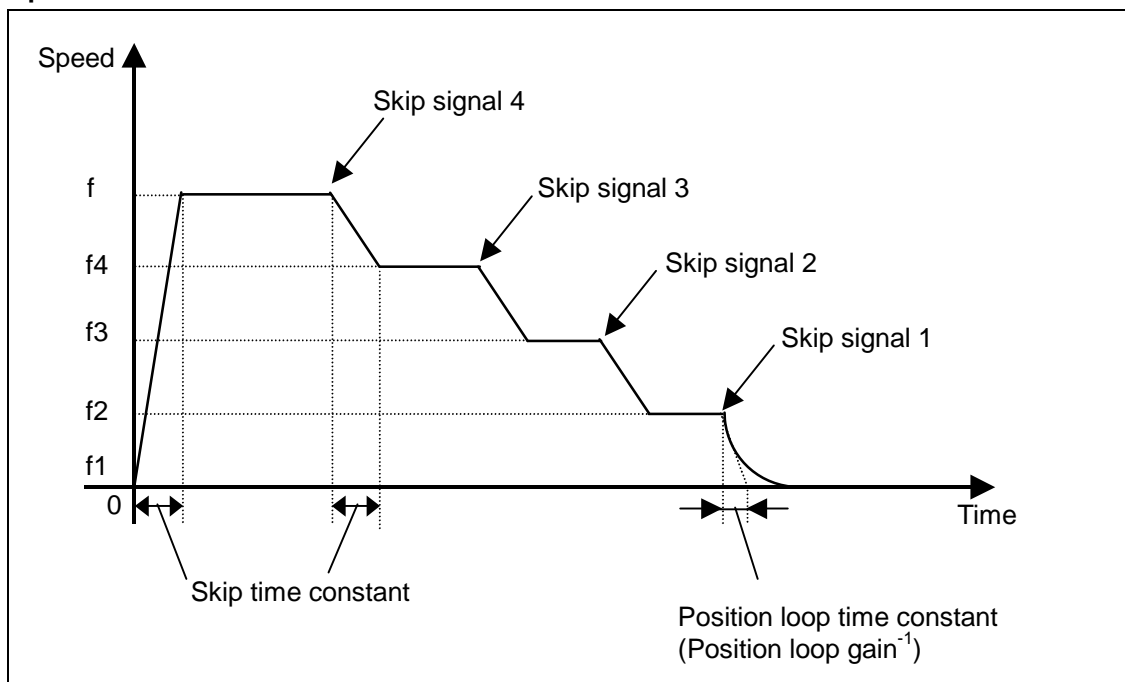 Speed
Skip signal 4
f
Skip signal 3
f4
Skip signal 2
f3
Skip signal 1
f2
f1
0
Time
Skip time constant
Position loop time constant
(Position loop gain-1)